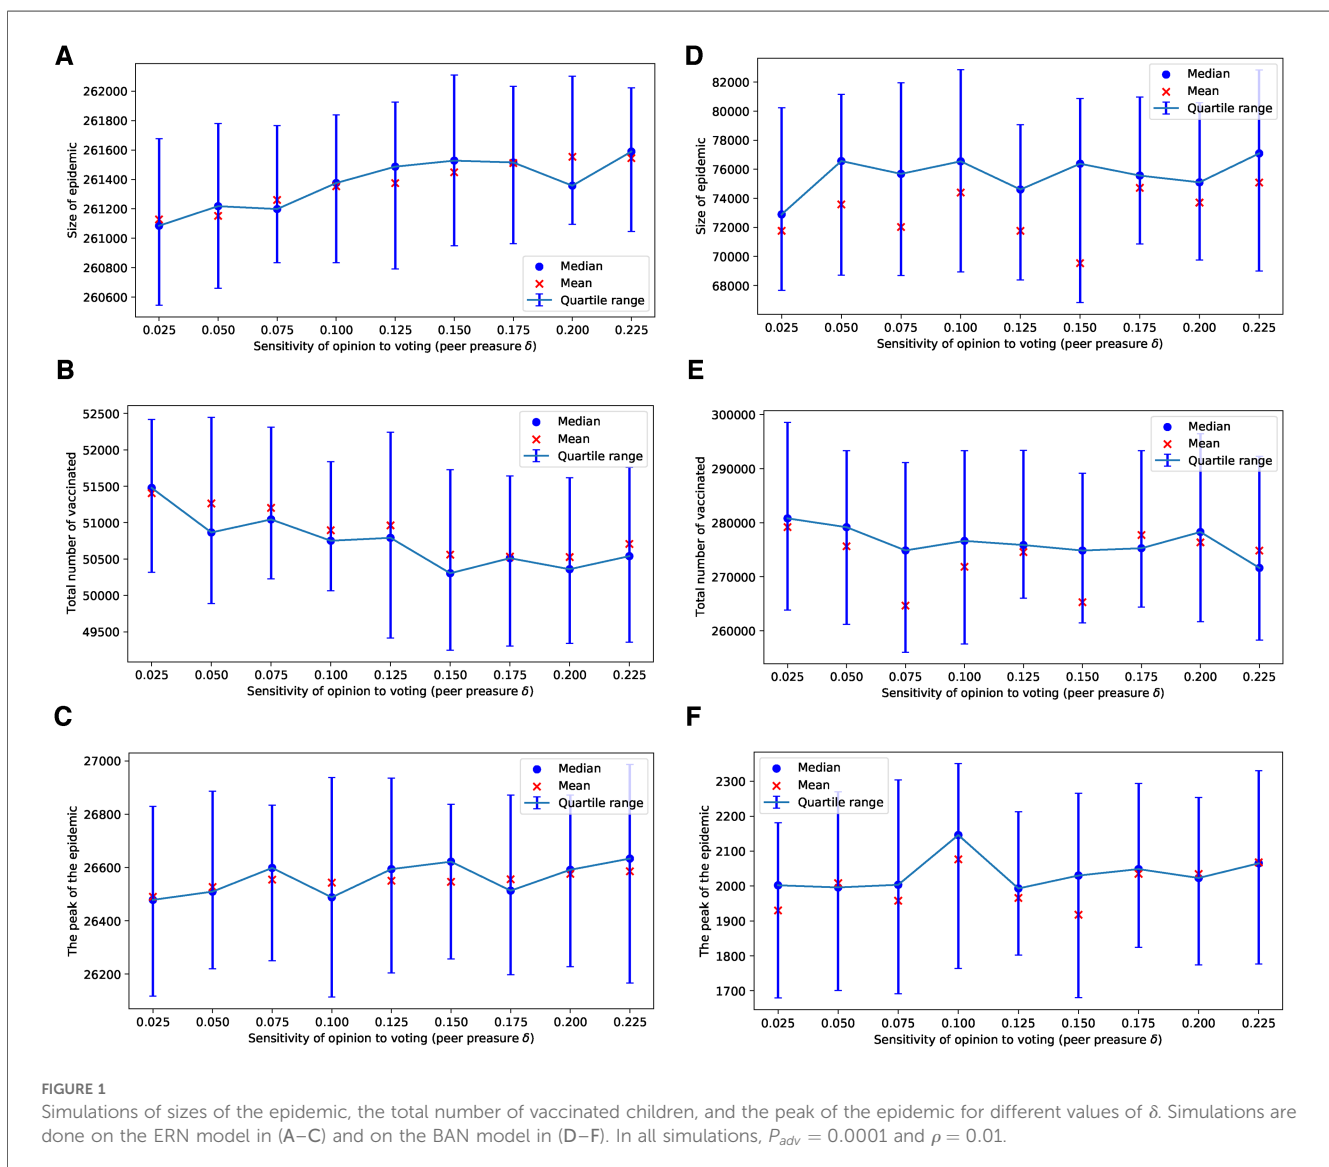 A
262000
261800
261600
261400
261200
261000
260800
260600
Size of epidemic
Median
Mean
Quartile range
0.025 0.050 0.075 0.100 0.125 0.150 0.175 0.200 0.225
Sensitivity of opinion to voting (peer preasure δ)
B
52500
52000
51500
51000
50500
50000
49500
Total number of vaccinated
Median
Mean
Quartile range
0.025 0.050 0.075 0.100 0.125 0.150 0.175 0.200 0.225
Sensitivity of opinion to voting (peer preasure δ)
C
27000
26800
26600
26400
26200
The peak of the epidemic
Median
Mean
Quartile range
0.025 0.050 0.075 0.100 0.125 0.150 0.175 0.200 0.225
Sensitivity of opinion to voting (peer preasure δ)
D
82000
80000
78000
76000
74000
72000
70000
68000
Size of epidemic
Median
Mean
Quartile range
0.025 0.050 0.075 0.100 0.125 0.150 0.175 0.200 0.225
Sensitivity of opinion to voting (peer preasure δ)
E
300000
290000
280000
270000
260000
Total number of vaccinated
Median
Mean
Quartile range
0.025 0.050 0.075 0.100 0.125 0.150 0.175 0.200 0.225
Sensitivity of opinion to voting (peer preasure δ)
F
2300
2200
2100
2000
1900
1800
1700
The peak of the epidemic
Median
Mean
Quartile range
0.025 0.050 0.075 0.100 0.125 0.150 0.175 0.200 0.225
Sensitivity of opinion to voting (peer preasure δ)
FIGURE 1
Simulations of sizes of the epidemic, the total number of vaccinated children, and the peak of the epidemic for different values of δ. Simulations are
done on the ERN model in (A–C) and on the BAN model in (D–F). In all simulations, Padv = 0.0001 and ρ = 0.01.